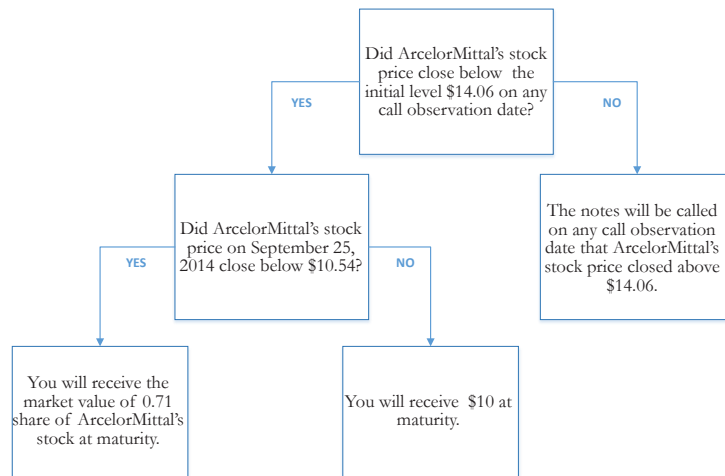 Did ArcelorMittal’s stock
price close below  the
initial level $14.06 on any
call observation date?
YES
NO
Did ArcelorMittal’s stock
price on September 25,
2014 close below $10.54?
The notes will be called
on any call observation
date that ArcelorMittal’s
stock price closed above
$14.06.
YES
NO
You will receive the
market value of 0.71
share of ArcelorMittal’s
stock at maturity.
You will receive  $10 at
maturity.